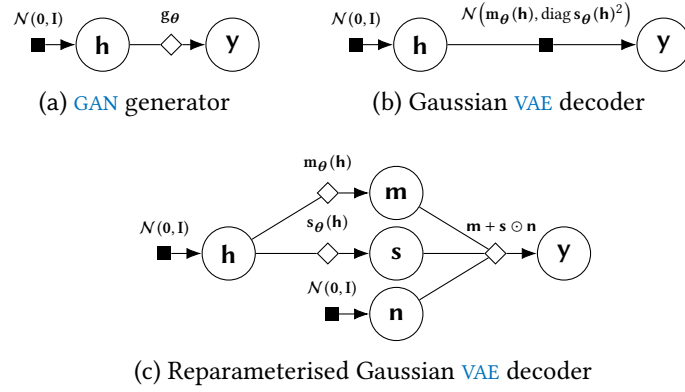 𝒩(0, I)
g_θ
h
y
(a) GAN generator
𝒩(0, I)
𝒩(m_θ(h), diag s_θ(h)²)
h
y
(b) Gaussian VAE decoder
m_θ(h)
m
𝒩(0, I)
s_θ(h)
m + s ⊙ n
h
s
y
𝒩(0, I)
n
(c) Reparameterised Gaussian VAE decoder